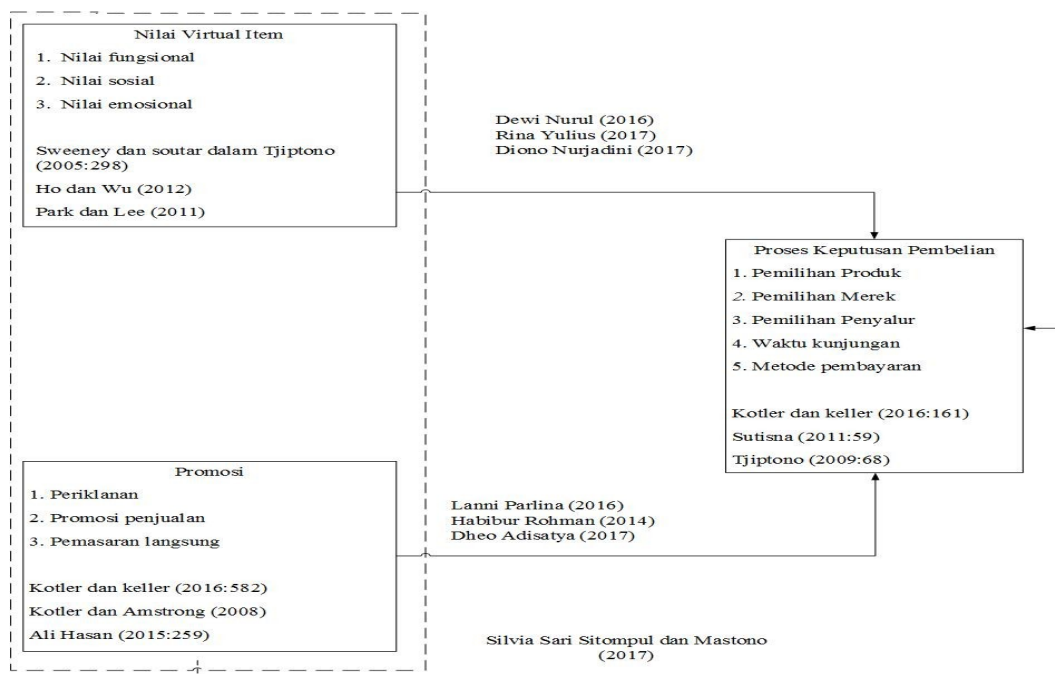 Nilai Virtual Item
1. Nilai fungsional
2. Nilai sosial
3. Nilai emosional
Sweeney dan soutar dalam Tjiptono
(2005:298)
Ho dan Wu (2012)
Park dan Lee (2011)
Dewi Nurul (2016)
Rina Yulius (2017)
Diono Nurjadini (2017)
Proses Keputusan Pembelian
1. Pemilihan Produk
2. Pemilihan Merek
3. Pemilihan Penyalur
4. Waktu kunjungan
5. Metode pembayaran
Kotler dan keller (2016:161)
Sutisna (2011:59)
Tjiptono (2009:68)
Promosi
1. Periklanan
2. Promosi penjualan
3. Pemasaran langsung
Kotler dan keller (2016:582)
Kotler dan Amstrong (2008)
Ali Hasan (2015:259)
Lanni Parlina (2016)
Habibur Rohman (2014)
Dheo Adisatya (2017)
Silvia Sari Sitompul dan Mastono
(2017)